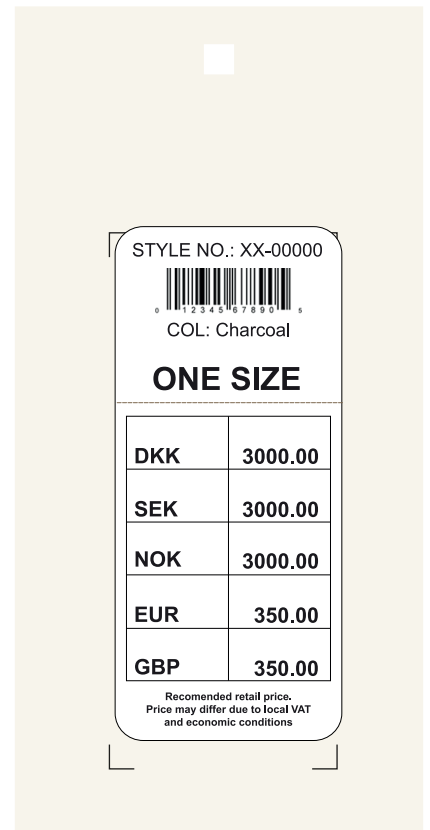 STYLE NO.: XX-00000
0 12345 67890 5
COL: Charcoal
ONE SIZE
DKK 3000.00
SEK 3000.00
NOK 3000.00
EUR 350.00
GBP 350.00
Recomended retail price.
Price may differ due to local VAT
and economic conditions